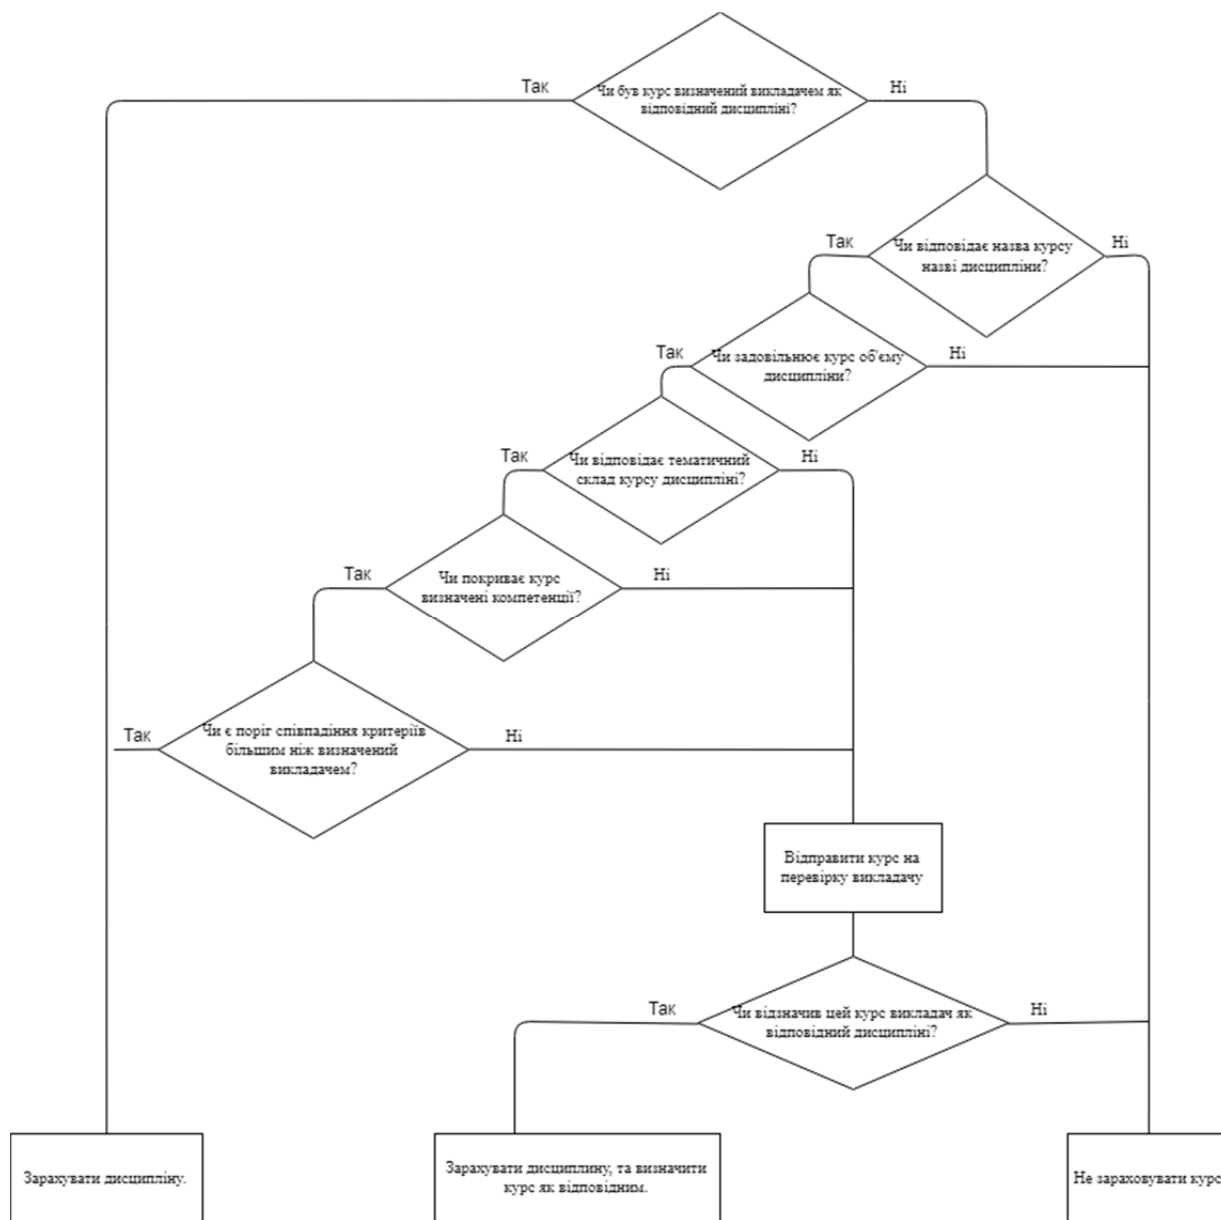 Так
Чи був курс визначений викладачем як
відповідний дисципліні?
Ні
Так
Чи відповідає назва курсу
назві дисципліни?
Ні
Так
Чи задовільнює курс об'єму
дисципліни?
Ні
Так
Чи відповідає тематичний
склад курсу дисципліні?
Ні
Так
Чи покриває курс
визначені компетенції?
Ні
Так
Чи є поріг співпадіння критеріїв
більшим ніж визначений
викладачем?
Ні
Відправити курс на
перевірку викладачу
Так
Чи відзначив цей курс викладач як
відповідний дисципліні?
Ні
Зарахувати дисципліну.
Зарахувати дисциплину, та визначити
курс як відповідним.
Не зараховувати курс